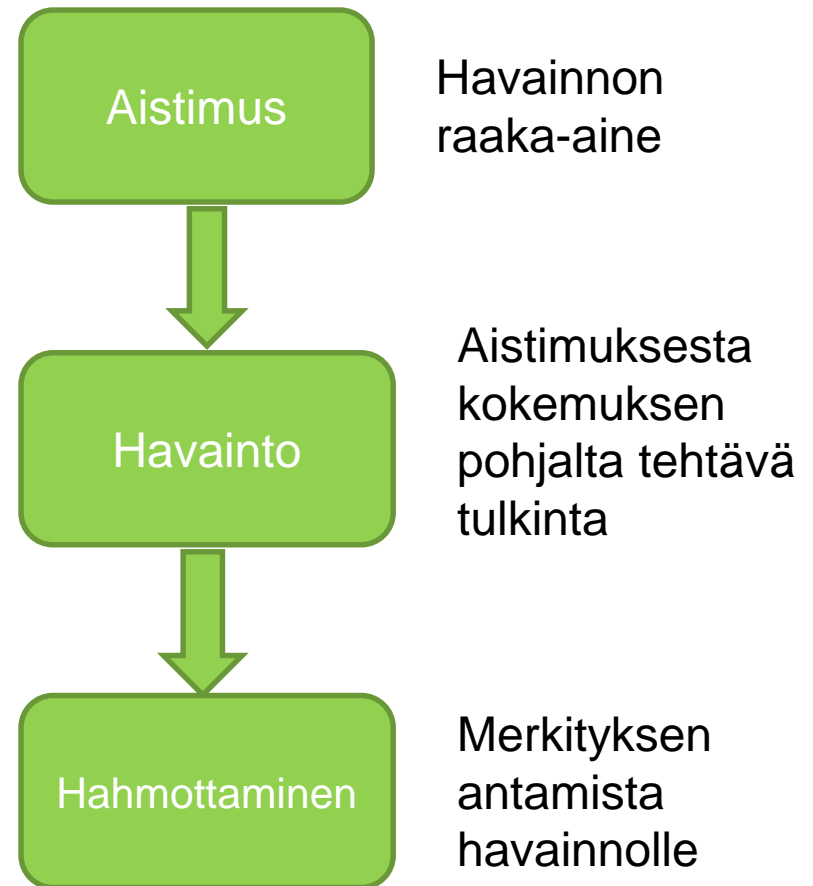 Aistimus
Havainnon
raaka-aine
Havainto
Aistimuksesta
kokemuksen
pohjalta tehtävä
tulkinta
Hahmottaminen
Merkityksen
antamista
havainnolle